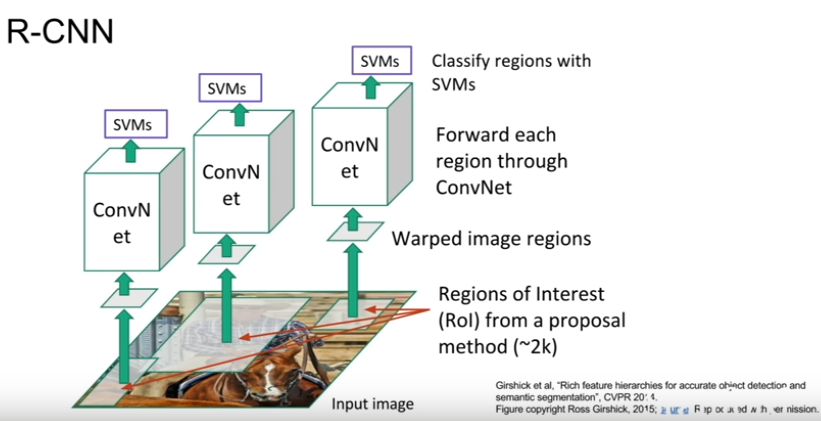 R-CNN
SVMs
Classify regions with
SVMs
SVMs
SVMs
ConvN
et
Forward each
region through
ConvNet
ConvN
et
ConvN
et
Warped image regions
Regions of Interest
(RoI) from a proposal
method (~2k)
Input image
Girshick et al, "Rich feature hierarchies for accurate object detection and
semantic segmentation", CVPR 2014.
Figure copyright Ross Girshick, 2015;